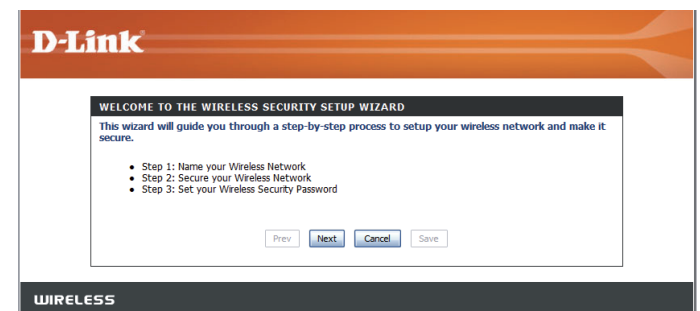 D-Link
WELCOME TO THE WIRELESS SECURITY SETUP WIZARD
This wizard will guide you through a step-by-step process to setup your wireless network and make it
secure.
• Step 1: Name your Wireless Network
• Step 2: Secure your Wireless Network
• Step 3: Set your Wireless Security Password
Prev Next Cancel Save
WIRELESS